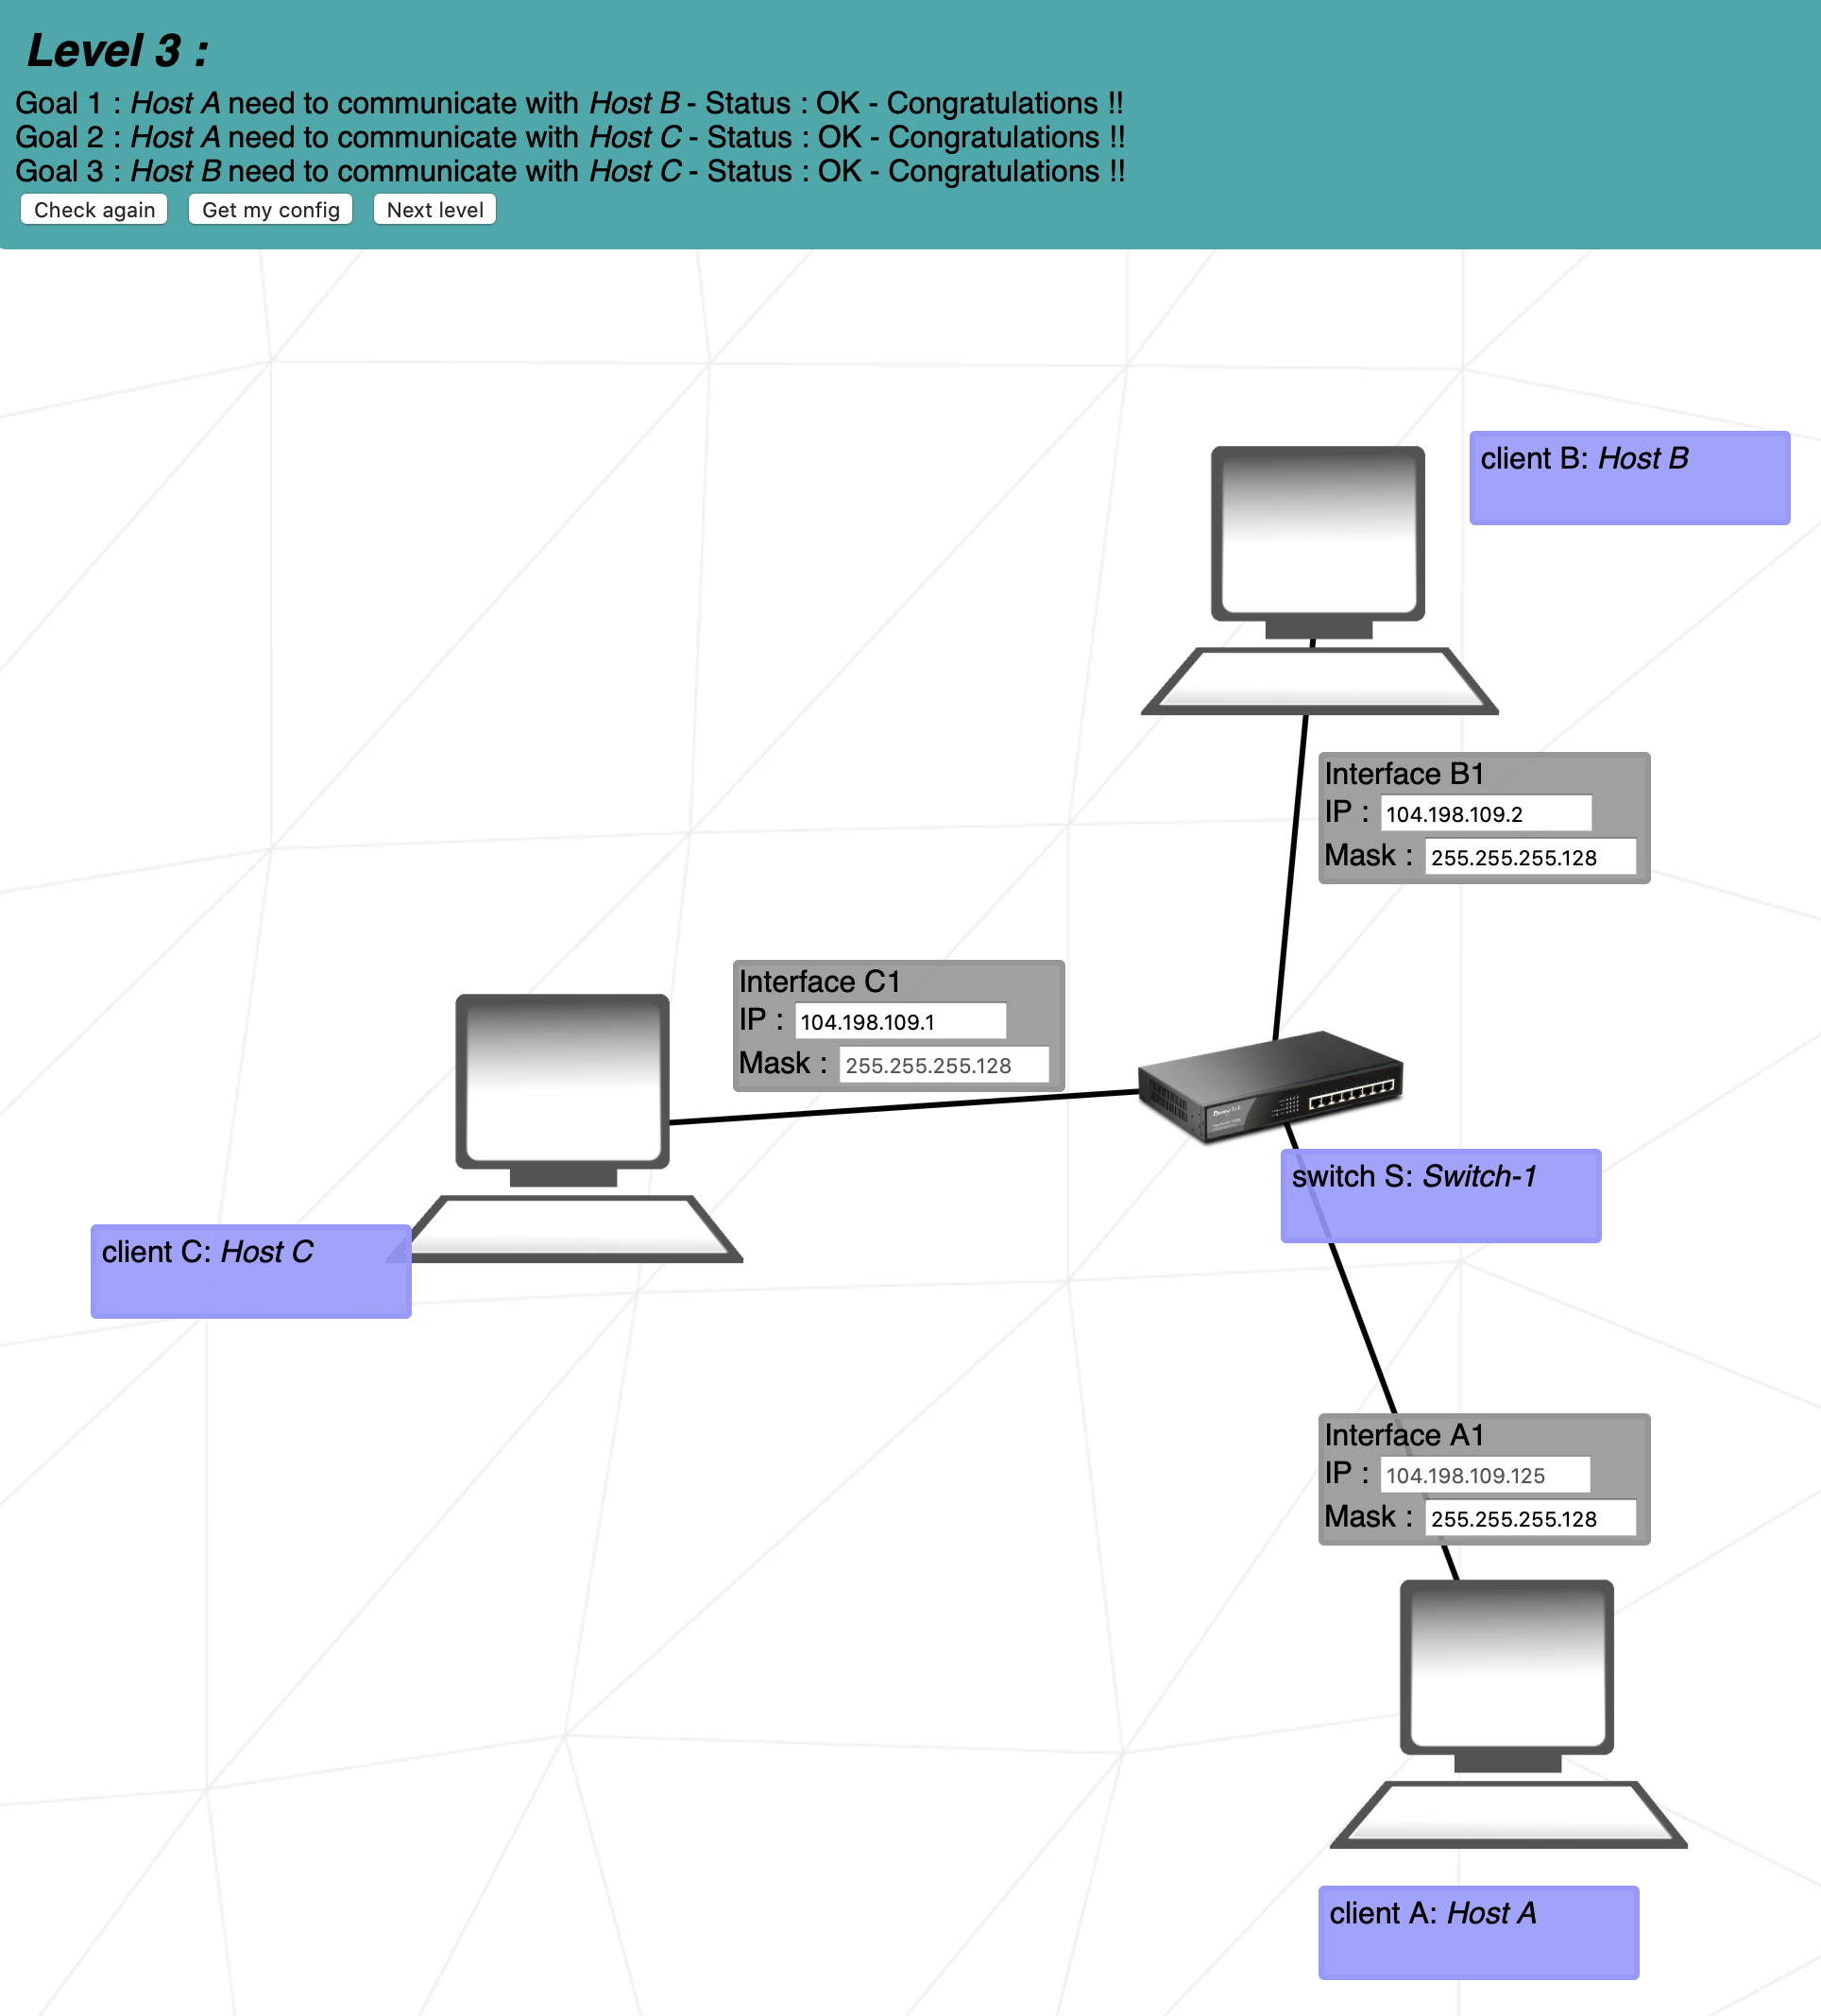 Level 3 :
Goal 1 : Host A need to communicate with Host B - Status : OK - Congratulations !!
Goal 2 : Host A need to communicate with Host C - Status : OK - Congratulations !!
Goal 3 : Host B need to communicate with Host C - Status : OK - Congratulations !!
Check again Get my config Next level
client B: Host B
Interface B1
IP : 104.198.109.2
Mask : 255.255.255.128
Interface C1
IP : 104.198.109.1
Mask : 255.255.255.128
switch S: Switch-1
client C: Host C
Interface A1
IP : 104.198.109.125
Mask : 255.255.255.128
client A: Host A